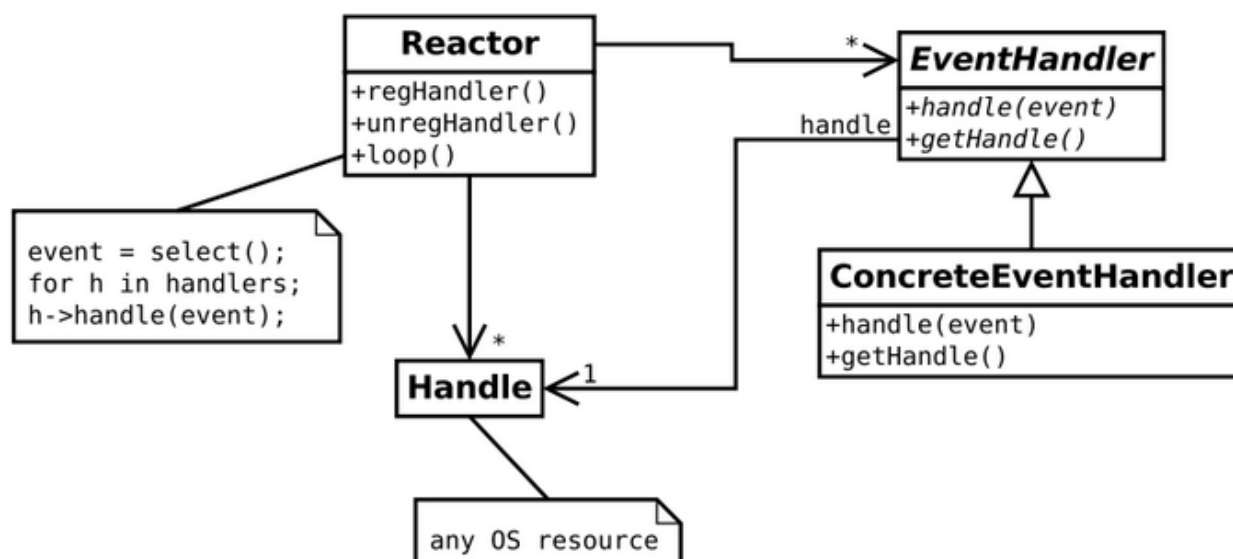 Reactor
+regHandler()
+unregHandler()
+loop()
*
EventHandler
+handle(event)
+getHandle()
handle
event = select();
for h in handlers;
h->handle(event);
ConcreteEventHandler
+handle(event)
+getHandle()
*
1
Handle
any OS resource